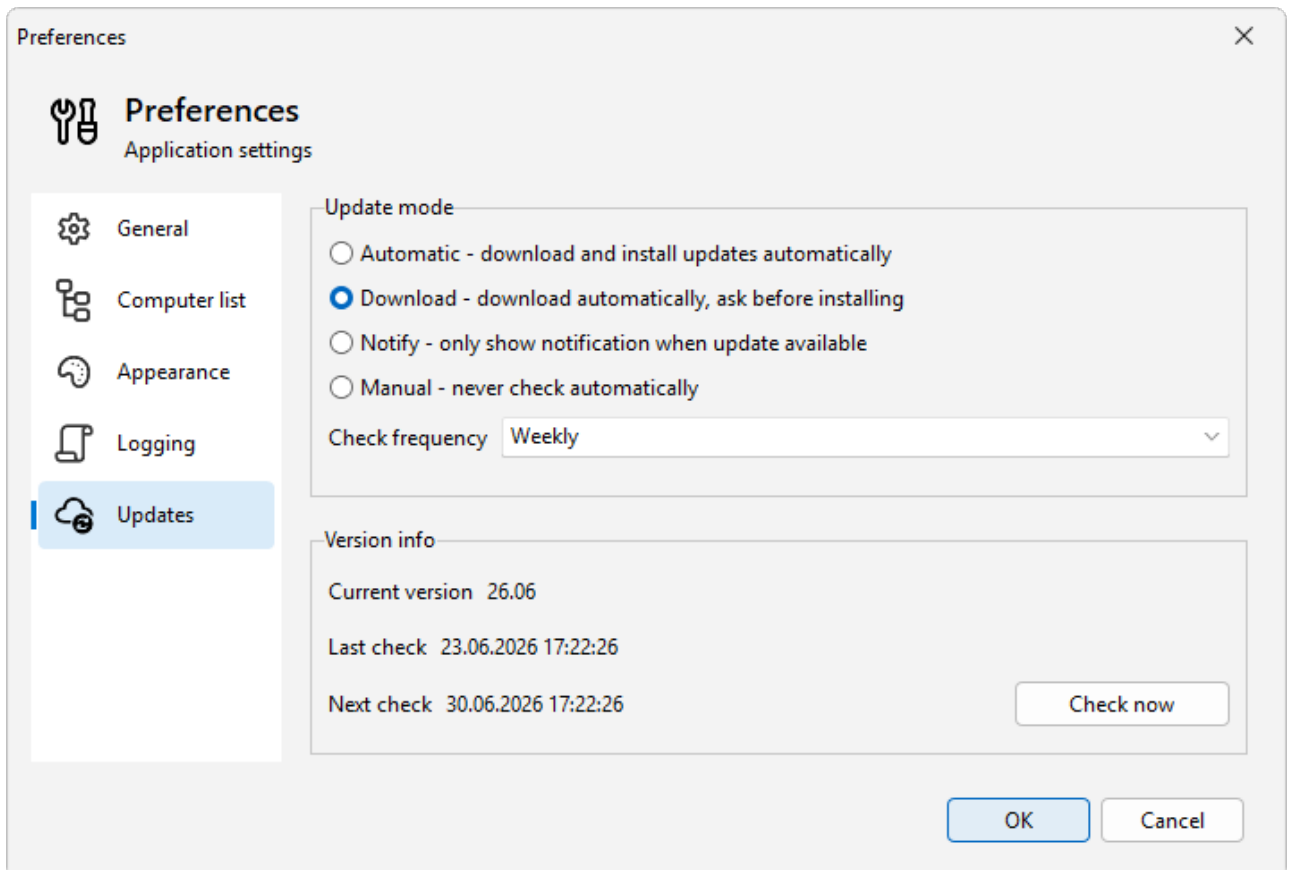 Preferences
Preferences
Application settings
General
Computer list
Appearance
Logging
Updates
Update mode
Automatic - download and install updates automatically
Download - download automatically, ask before installing
Notify - only show notification when update available
Manual - never check automatically
Check frequency Weekly
Version info
Current version 26.06
Last check 23.06.2026 17:22:26
Next check 30.06.2026 17:22:26
Check now
OK
Cancel